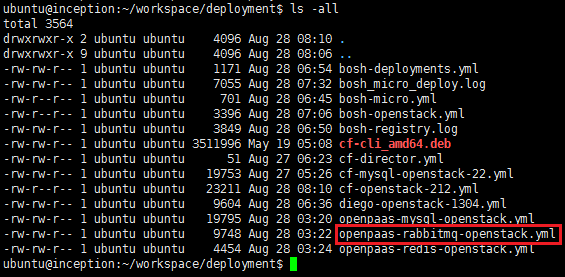 ubuntu@inception:~/workspace/deployment$ ls -all
total 3564
drwxrwxr-x 2 ubuntu ubuntu 4096 Aug 28 08:10 .
drwxrwxr-x 9 ubuntu ubuntu 4096 Aug 28 08:06 ..
-rw-rw-r-- 1 ubuntu ubuntu 1171 Aug 28 06:54 bosh-deployments.yml
-rw-rw-r-- 1 ubuntu ubuntu 7055 Aug 28 07:32 bosh_micro_deploy.log
-rw-rw-r-- 1 ubuntu ubuntu 701 Aug 28 06:45 bosh-micro.yml
-rw-rw-r-- 1 ubuntu ubuntu 3396 Aug 28 07:06 bosh-openstack.yml
-rw-rw-r-- 1 ubuntu ubuntu 3849 Aug 28 06:50 bosh-registry.log
-rw-rw-r-- 1 ubuntu ubuntu 3511996 May 19 05:08 cf-cli_amd64.deb
-rw-rw-r-- 1 ubuntu ubuntu 51 Aug 27 06:23 cf-director.yml
-rw-rw-r-- 1 ubuntu ubuntu 19753 Aug 27 05:26 cf-mysql-openstack-22.yml
-rw-rw-r-- 1 ubuntu ubuntu 23211 Aug 28 08:10 cf-openstack-212.yml
-rw-rw-r-- 1 ubuntu ubuntu 9604 Aug 28 06:36 diego-openstack-1304.yml
-rw-rw-r-- 1 ubuntu ubuntu 19795 Aug 28 03:20 openpaas-mysql-openstack.yml
-rw-rw-r-- 1 ubuntu ubuntu 9748 Aug 28 03:22 openpaas-rabbitmq-openstack.yml
-rw-rw-r-- 1 ubuntu ubuntu 4454 Aug 28 03:24 openpaas-redis-openstack.yml
ubuntu@inception:~/workspace/deployment$